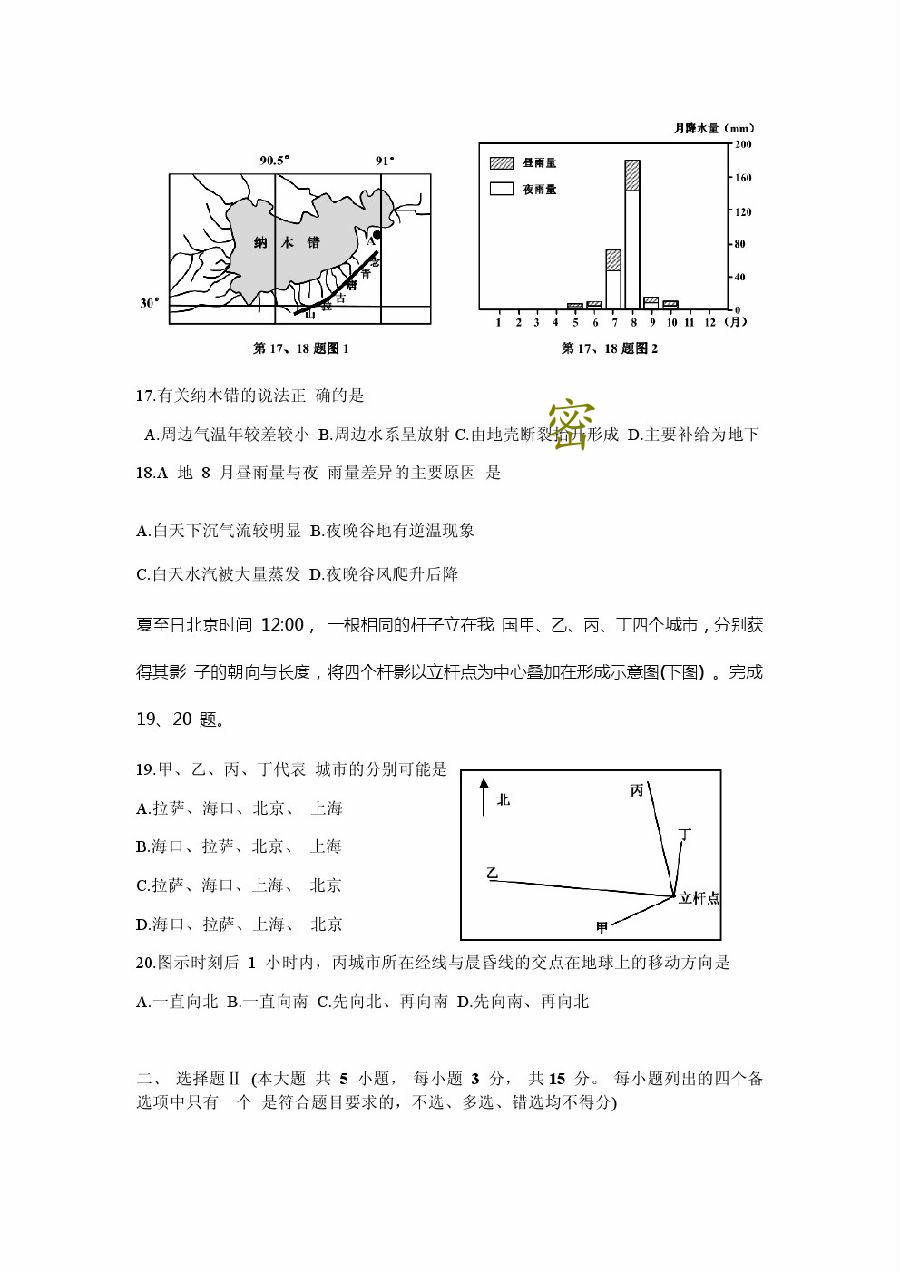 月降水量（mm）
90.5° 91°
200
昼雨量
160
夜雨量
120
纳 木 错
A
80
念
青
唐
40
古
30°
拉
山
0
1 2 3 4 5 6 7 8 9 10 11 12 (月)
第17、18题图1
第17、18题图2
17.有关纳木错的说法正 确的是
密
A.周边气温年较差较小 B.周边水系呈放射 C.由地壳断裂抬升形成 D.主要补给为地下
18.A 地 8 月昼雨量与夜 雨量差异的主要原因 是
A.白天下沉气流较明显 B.夜晚谷地有逆温现象
C.白天水汽被大量蒸发 D.夜晚谷风爬升后降
夏至日北京时间 12:00， 一根相同的杆子立在我 国甲、乙、丙、丁四个城市，分别获
得其影 子的朝向与长度，将四个杆影以立杆点为中心叠加在形成示意图(下图) 。完成
19、20 题。
19.甲、乙、丙、丁代表 城市的分别可能是
A.拉萨、海口、北京、 上海
B.海口、拉萨、北京、 上海
C.拉萨、海口、上海、 北京
D.海口、拉萨、上海、 北京
北
丙
丁
乙
立杆点
甲
20.图示时刻后 1 小时内，丙城市所在经线与晨昏线的交点在地球上的移动方向是
A.一直向北 B.一直向南 C.先向北、再向南 D.先向南、再向北
二、 选择题Ⅱ (本大题 共 5 小题， 每小题 3 分， 共 15 分。 每小题列出的四个备
选项中只有 个 是符合题目要求的，不选、多选、错选均不得分)